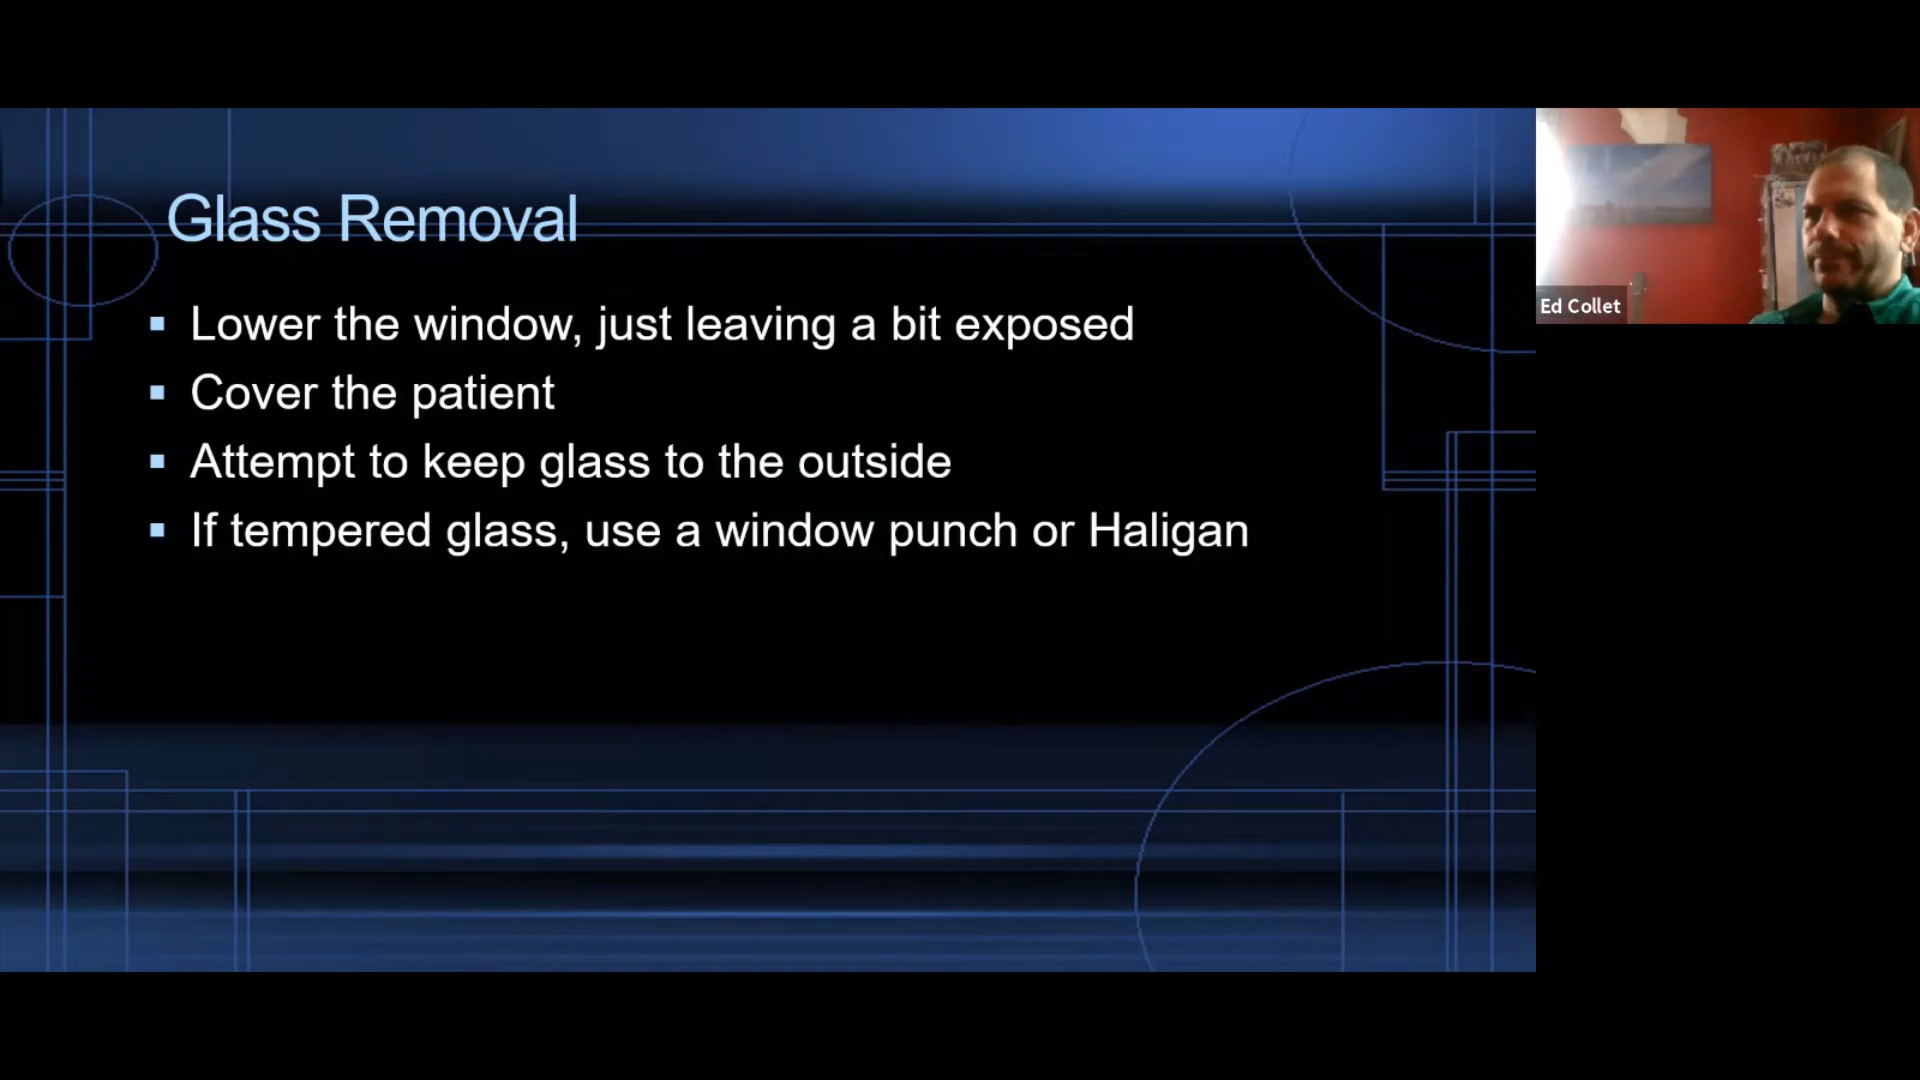 Glass Removal
Lower the window, just leaving a bit exposed
Cover the patient
Attempt to keep glass to the outside
If tempered glass, use a window punch or Haligan
Ed Collet